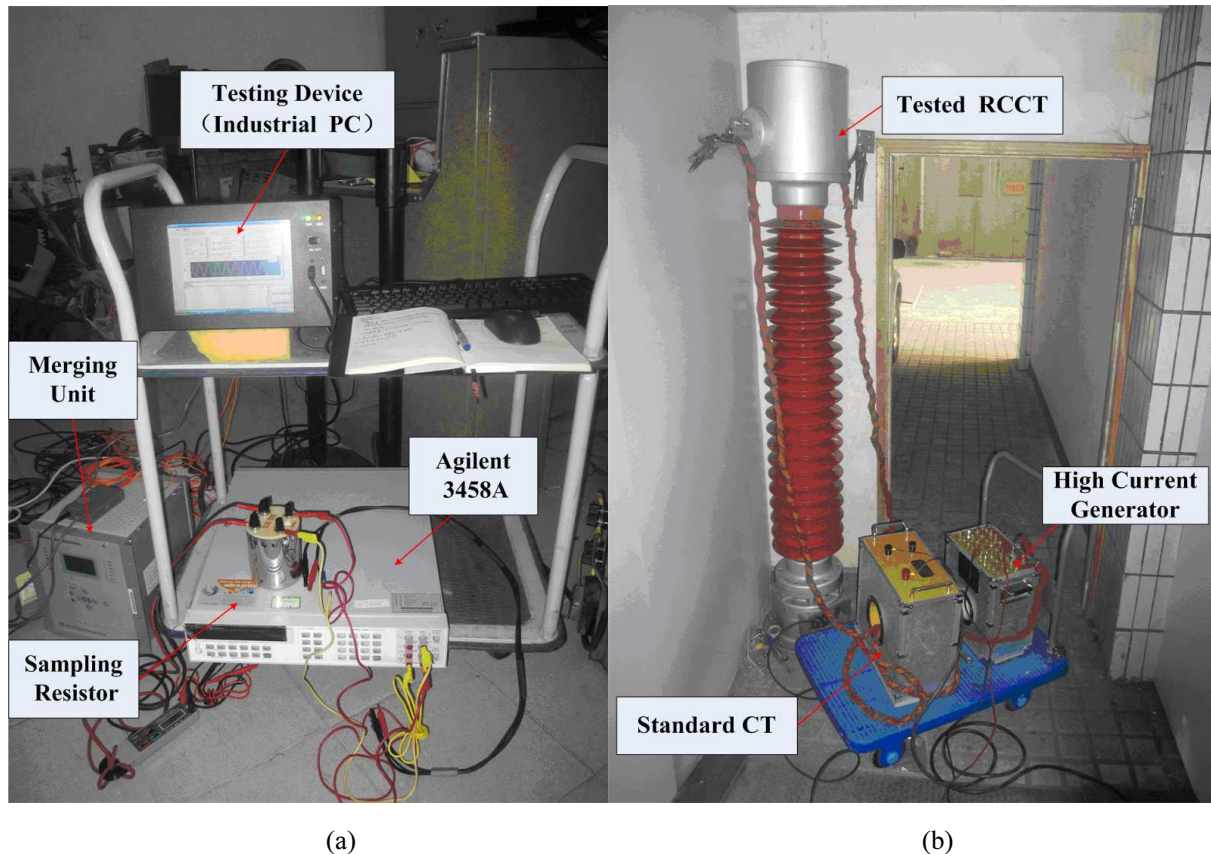 Testing Device
（Industrial PC）
Merging
Unit
Agilent
3458A
Sampling
Resistor
Tested RCCT
High Current
Generator
Standard CT
(a)
(b)